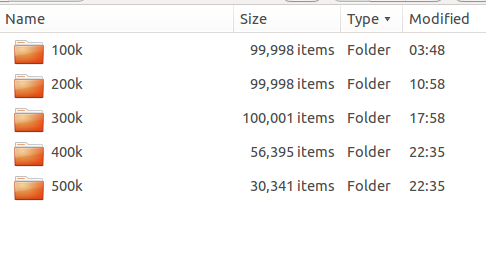 Name Size Type Modified
100k 99,998 items Folder 03:48
200k 99,998 items Folder 10:58
300k 100,001 items Folder 17:58
400k 56,395 items Folder 22:35
500k 30,341 items Folder 22:35